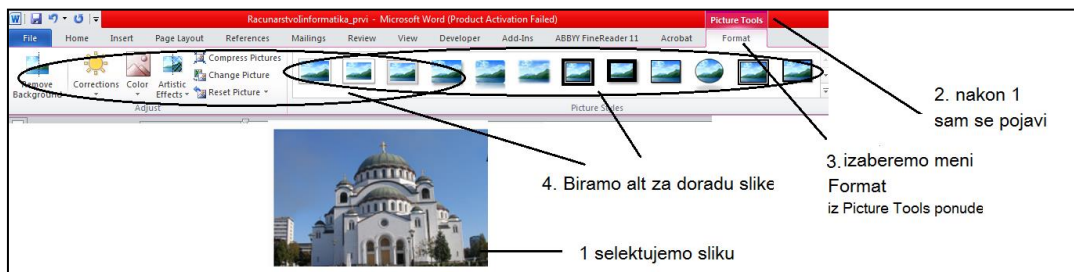 Racunarstvolinformatika_prvi - Microsoft Word (Product Activation Failed)
Picture Tools
File Home Insert Page Layout References Mailings Review View Developer Add-Ins ABBYY FineReader 11 Acrobat Format
Remove Background
Corrections
Color
Artistic Effects
Compress Pictures
Change Picture
Reset Picture
Adjust
Picture Styles
2. nakon 1
sam se pojavi
3. izaberemo meni
Format
iz Picture Tools ponude
4. Biramo alt za doradu slike
1 selektujemo sliku